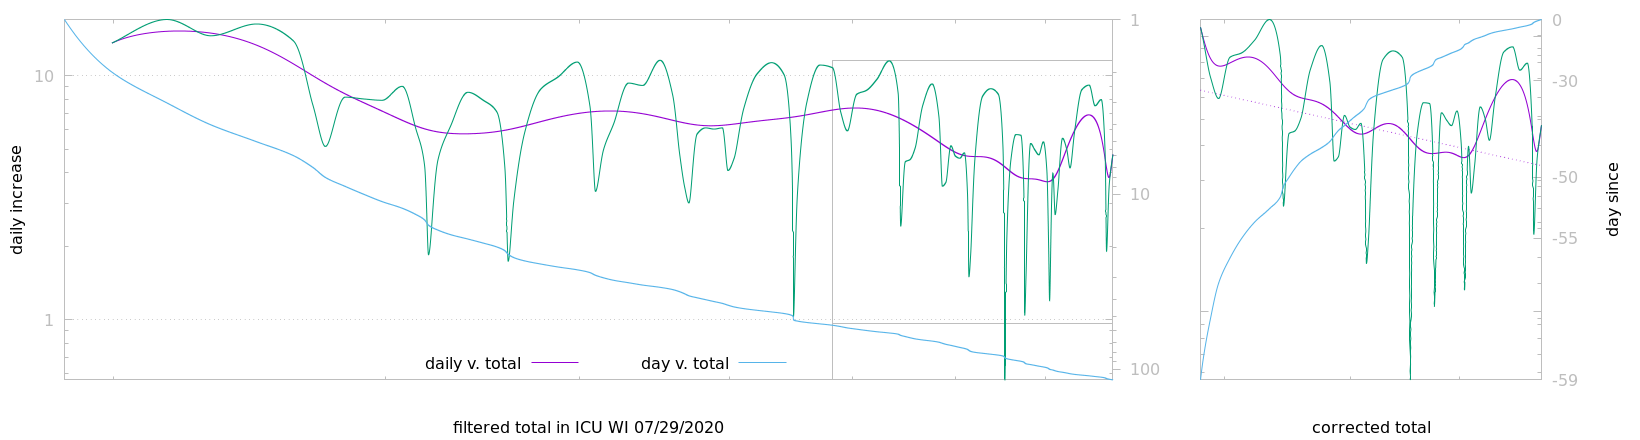 daily increase
10
1
daily v. total
day v. total
1
10
100
filtered total in ICU WI 07/29/2020
0
-30
-50
-55
-59
day since
corrected total